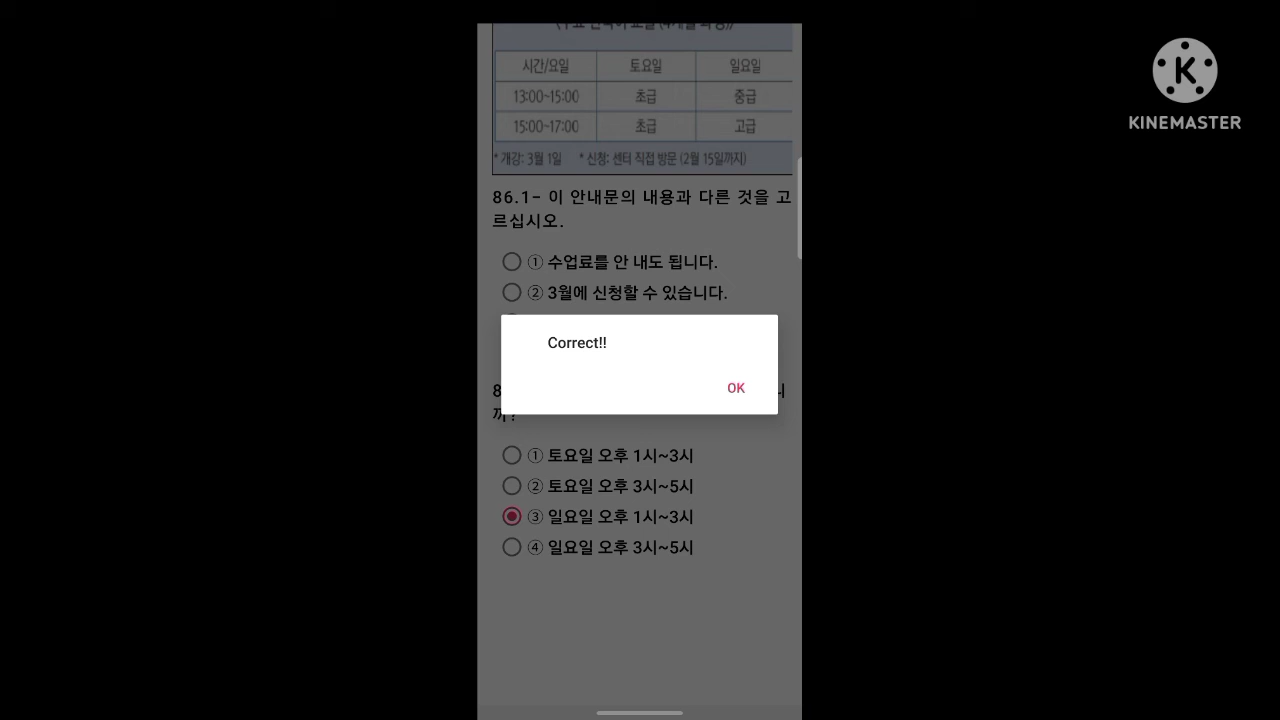 시간/요일 토요일 일요일
13:00~15:00 초급 중급
15:00~17:00 초급 고급
* 개강: 3월 1일 * 신청: 센터 직접 방문 (2월 15일까지)
86.1- 이 안내문의 내용과 다른 것을 고
르십시오.
① 수업료를 안 내도 됩니다.
② 3월에 신청할 수 있습니다.
Correct!!
OK
까?
① 토요일 오후 1시~3시
② 토요일 오후 3시~5시
③ 일요일 오후 1시~3시
④ 일요일 오후 3시~5시
K
KINEMASTER